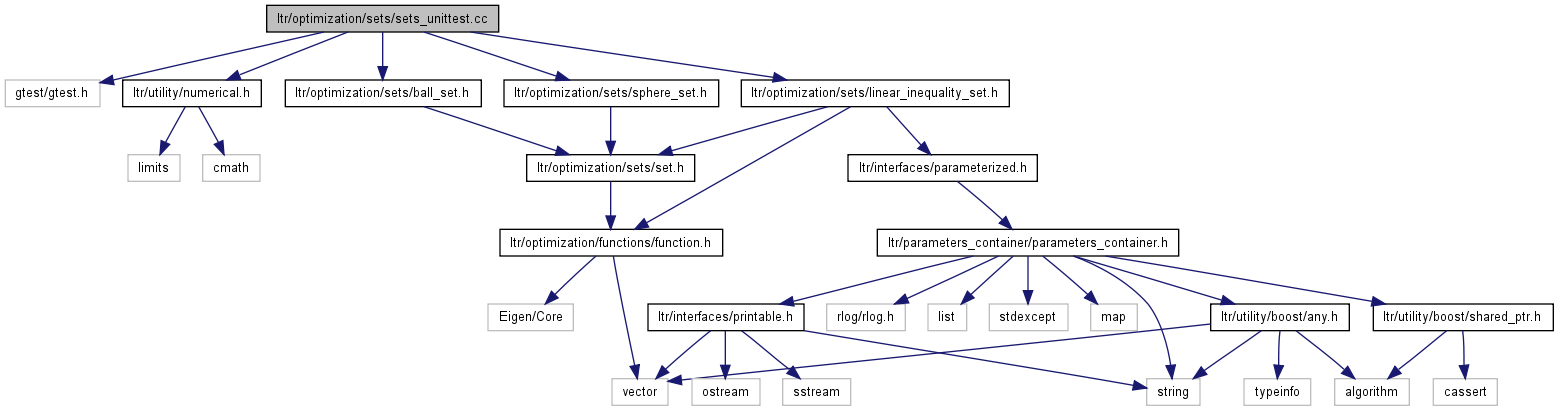 ltr/optimization/sets/sets_unittest.cc
gtest/gtest.h
ltr/utility/numerical.h
ltr/optimization/sets/ball_set.h
ltr/optimization/sets/sphere_set.h
ltr/optimization/sets/linear_inequality_set.h
limits
cmath
ltr/optimization/sets/set.h
ltr/interfaces/parameterized.h
ltr/optimization/functions/function.h
ltr/parameters_container/parameters_container.h
Eigen/Core
ltr/interfaces/printable.h
rlog/rlog.h
list
stdexcept
map
ltr/utility/boost/any.h
ltr/utility/boost/shared_ptr.h
vector
ostream
sstream
string
typeinfo
algorithm
cassert